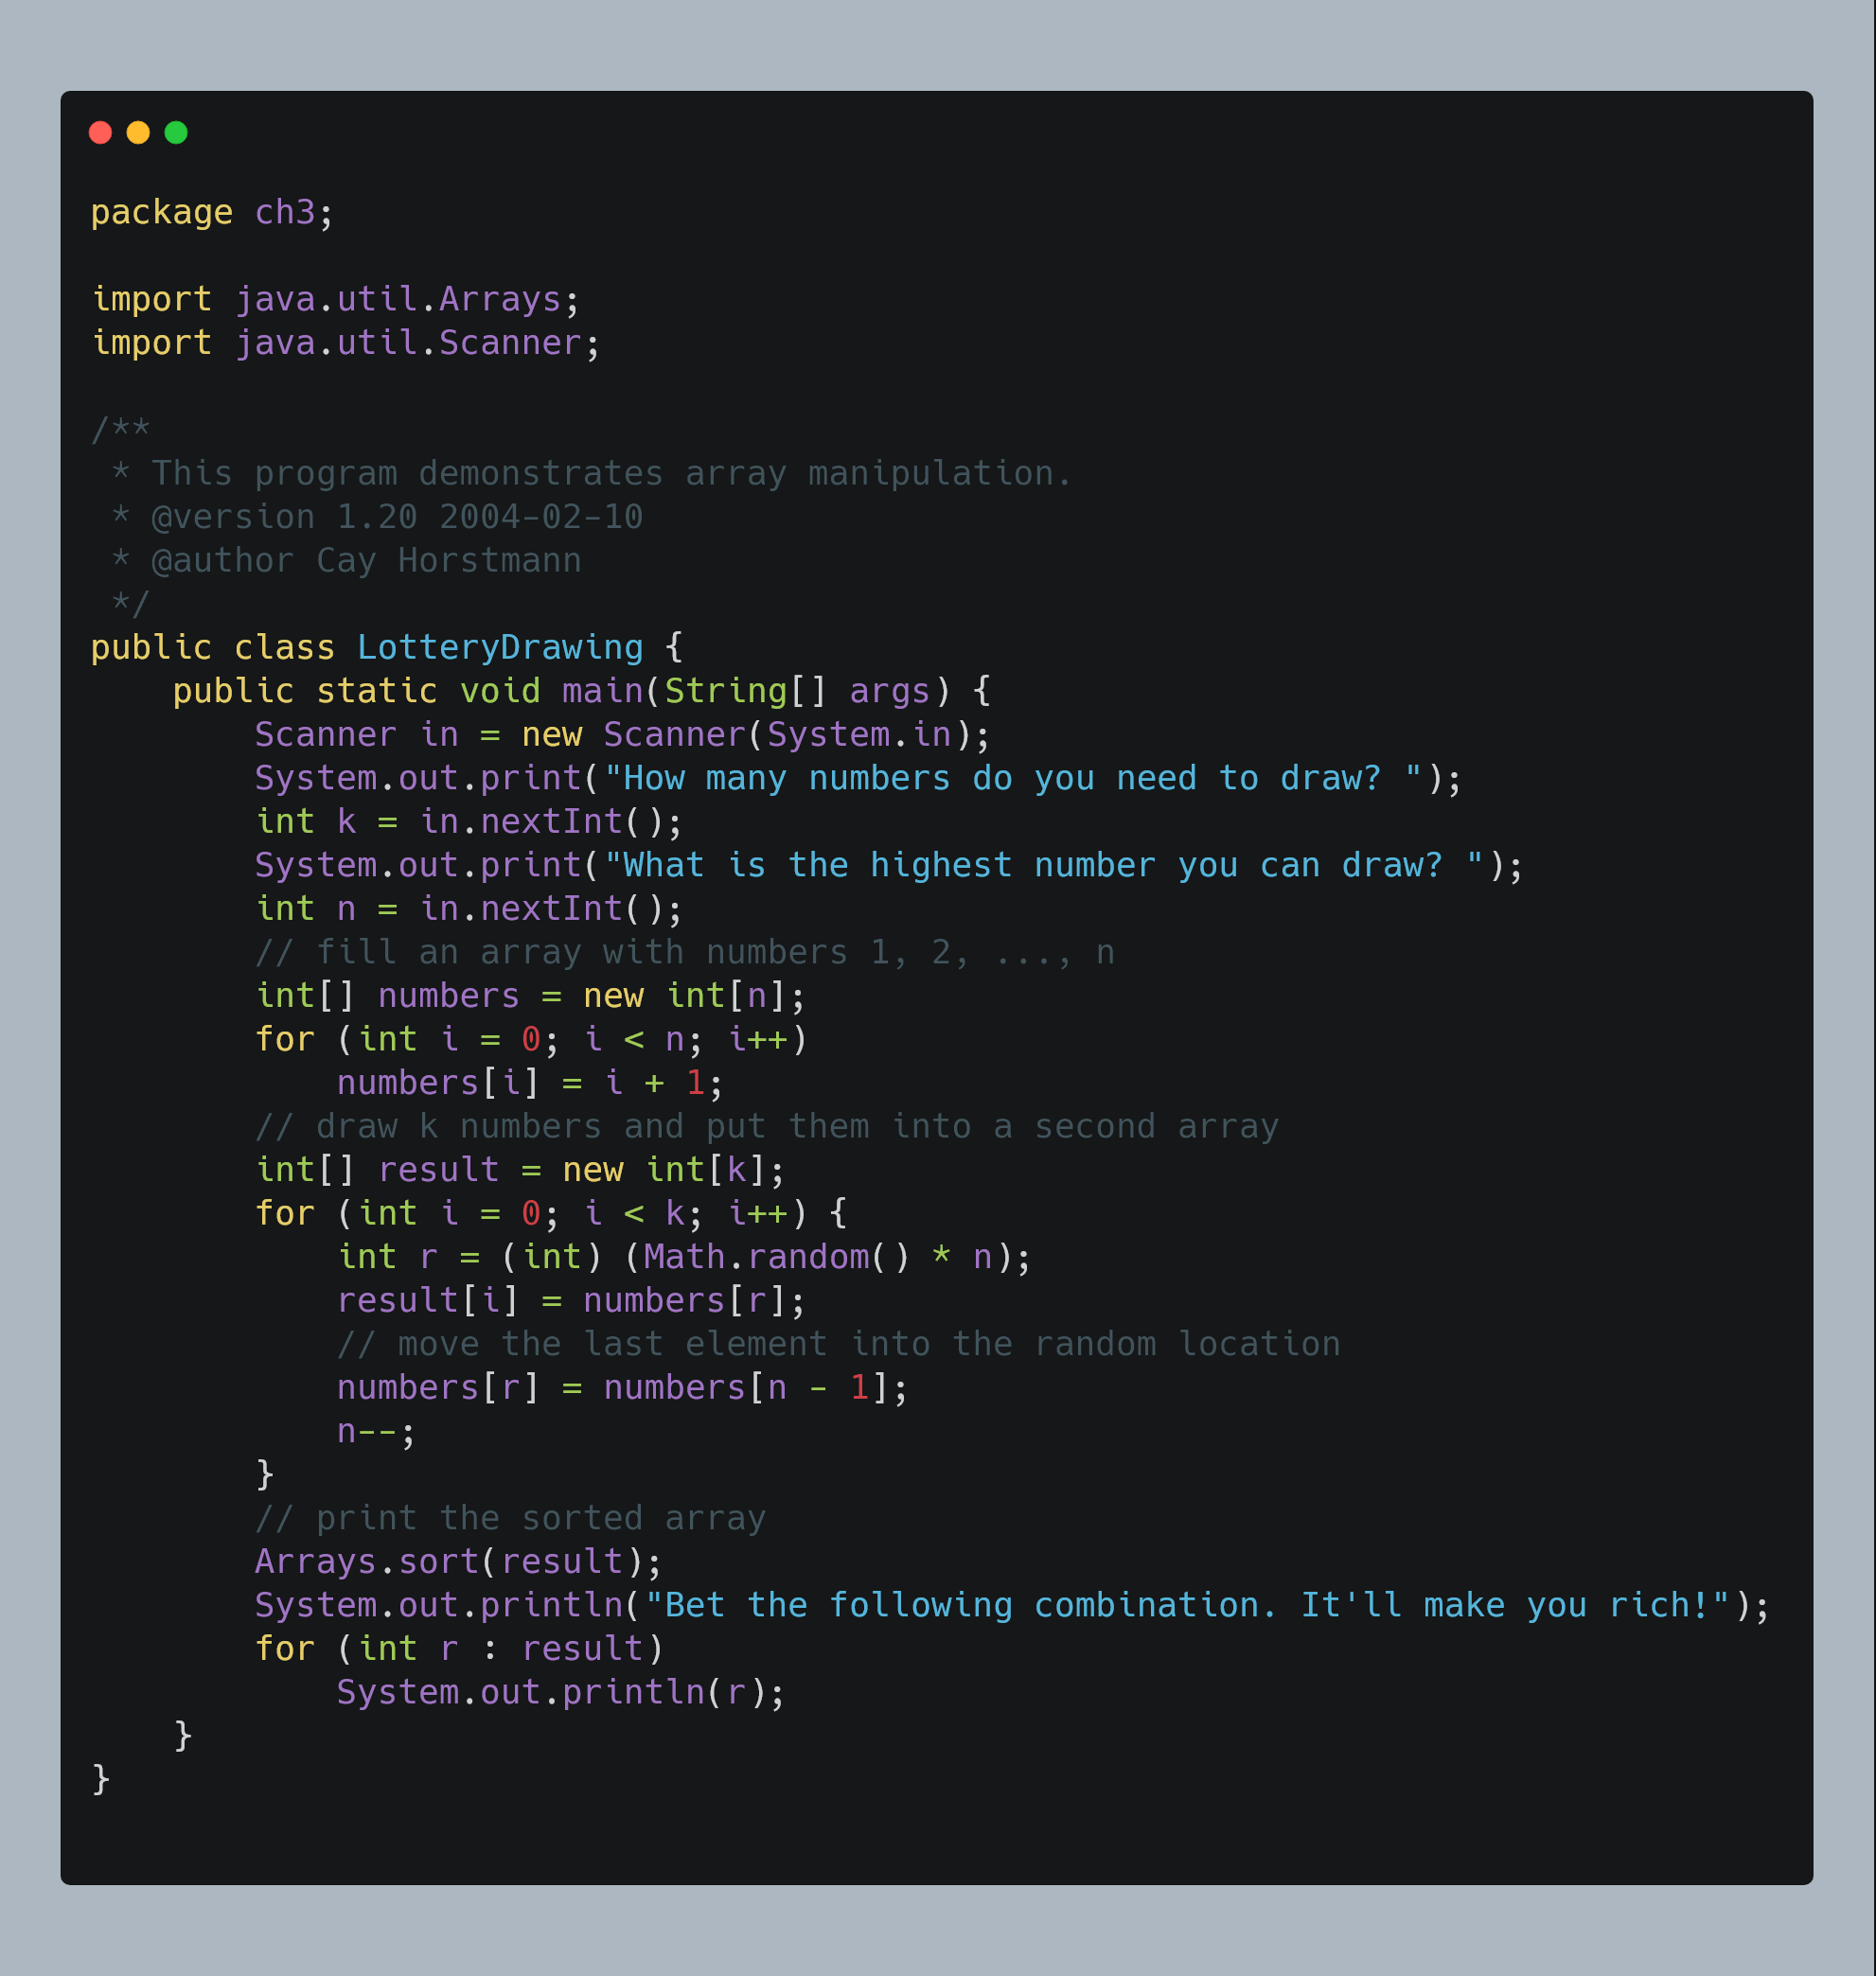 package ch3;

import java.util.Arrays;
import java.util.Scanner;

/**
 * This program demonstrates array manipulation.
 * @version 1.20 2004-02-10
 * @author Cay Horstmann
 */
public class LotteryDrawing {
    public static void main(String[] args) {
        Scanner in = new Scanner(System.in);
        System.out.print("How many numbers do you need to draw? ");
        int k = in.nextInt();
        System.out.print("What is the highest number you can draw? ");
        int n = in.nextInt();
        // fill an array with numbers 1, 2, ..., n
        int[] numbers = new int[n];
        for (int i = 0; i < n; i++)
            numbers[i] = i + 1;
        // draw k numbers and put them into a second array
        int[] result = new int[k];
        for (int i = 0; i < k; i++) {
            int r = (int) (Math.random() * n);
            result[i] = numbers[r];
            // move the last element into the random location
            numbers[r] = numbers[n - 1];
            n--;
        }
        // print the sorted array
        Arrays.sort(result);
        System.out.println("Bet the following combination. It'll make you rich!");
        for (int r : result)
            System.out.println(r);
    }
}